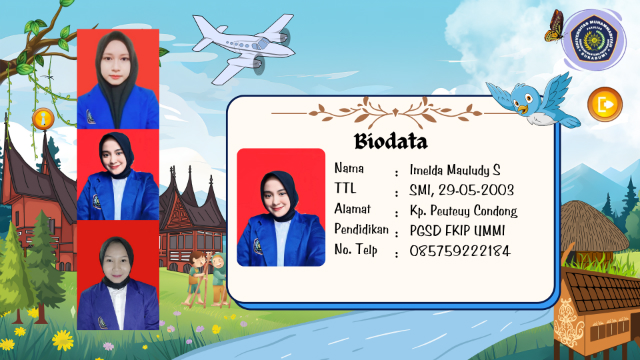 Biodata
Nama : Imelda Mauludy S
TTL : SMI, 29-05-2003
Alamat : Kp. Peuteuy Condong
Pendidikan : PGSD FKIP UMMI
No. Telp : 085759222184